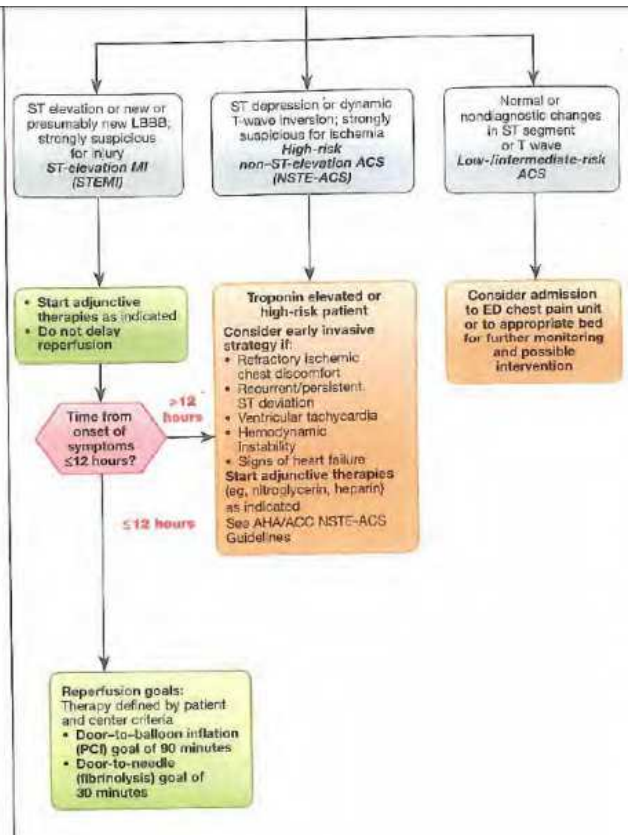 ST elevation or new or
presumably new LBBB;
strongly suspicious
for injury
ST-elevation MI
(STEMI)
ST depression or dynamic
T-wave inversion; strongly
suspicious for ischemia
High-risk
non–ST-elevation ACS
(NSTE-ACS)
Normal or
nondiagnostic changes
in ST segment
or T wave
Low-/intermediate-risk
ACS
• Start adjunctive
therapies as indicated
• Do not delay
reperfusion
Troponin elevated or
high-risk patient
Consider early invasive
strategy if:
• Refractory ischemic
chest discomfort
• Recurrent/persistent
ST deviation
• Ventricular tachycardia
• Hemodynamic
instability
• Signs of heart failure
Start adjunctive therapies
(eg, nitroglycerin, heparin)
as indicated
See AHA/ACC NSTE-ACS
Guidelines
Consider admission
to ED chest pain unit
or to appropriate bed
for further monitoring
and possible
intervention
Time from
onset of
symptoms
≤12 hours?
>12
hours
≤12 hours
Reperfusion goals:
Therapy defined by patient
and center criteria
• Door–to–balloon inflation
(PCI) goal of 90 minutes
• Door-to-needle
(fibrinolysis) goal of
30 minutes